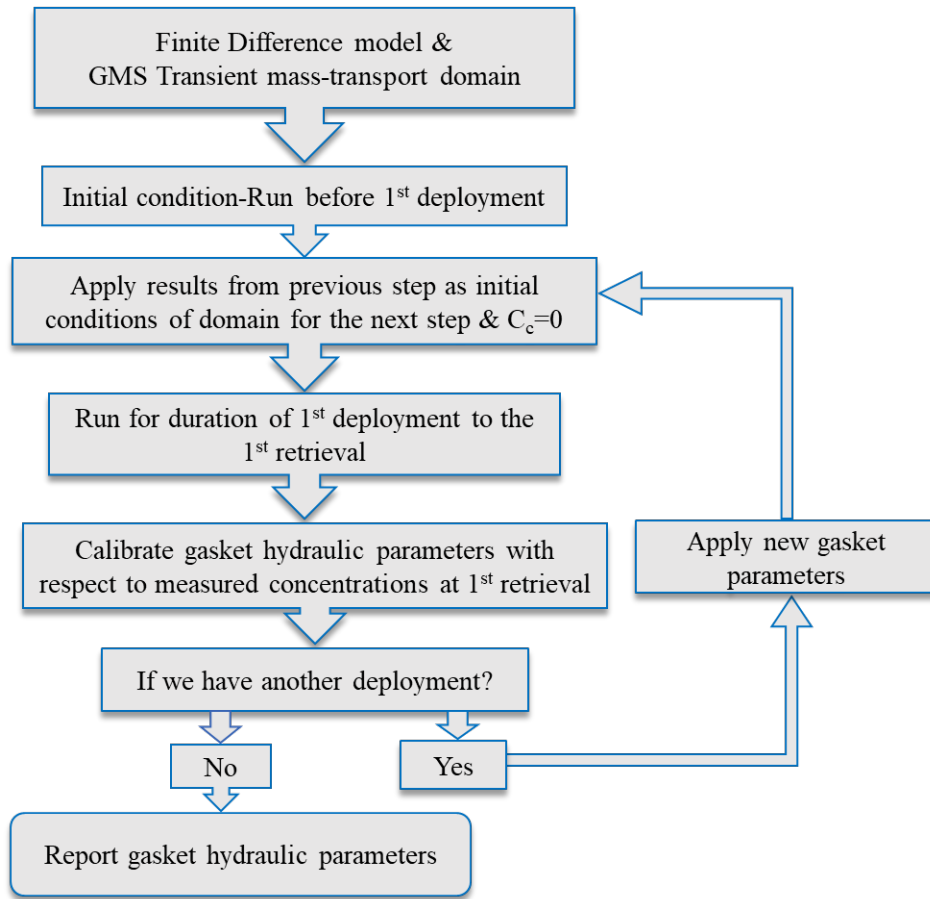 Finite Difference model &
GMS Transient mass-transport domain
Initial condition-Run before 1st deployment
Apply results from previous step as initial
conditions of domain for the next step & Cc=0
Run for duration of 1st deployment to the
1st retrieval
Calibrate gasket hydraulic parameters with
respect to measured concentrations at 1st retrieval
Apply new gasket
parameters
If we have another deployment?
No
Yes
Report gasket hydraulic parameters